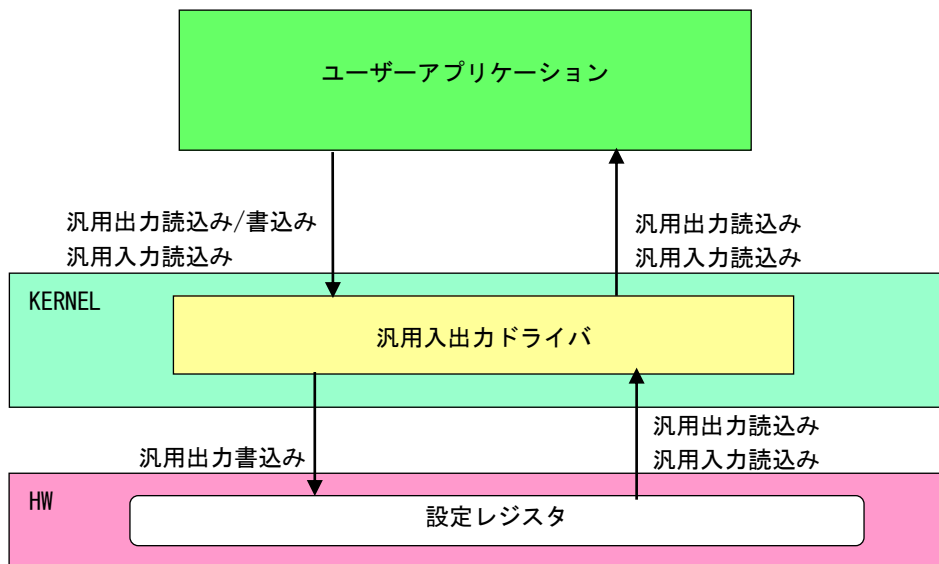 ユーザーアプリケーション
汎用出力読込み/書込み
汎用入力読込み
汎用出力読込み
汎用入力読込み
KERNEL
汎用入出力ドライバ
汎用出力書込み
汎用出力読込み
汎用入力読込み
HW
設定レジスタ